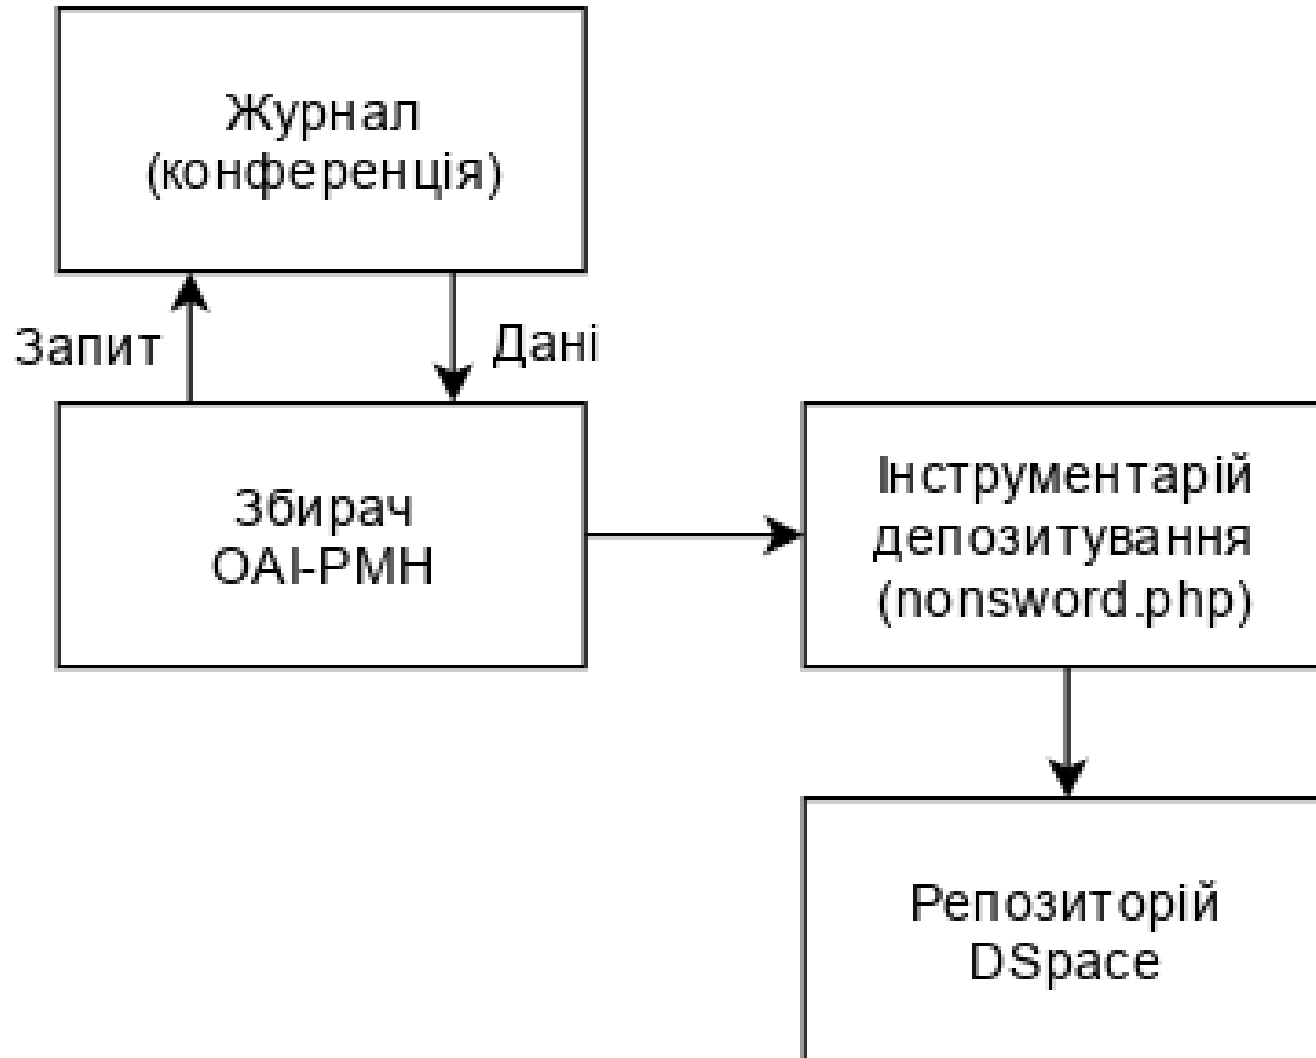 Журнал
(конференція)
Запит
Дані
Збирач
OAI-PMH
Інструментарій
депозитування
(nonsword.php)
Репозиторій
DSpace